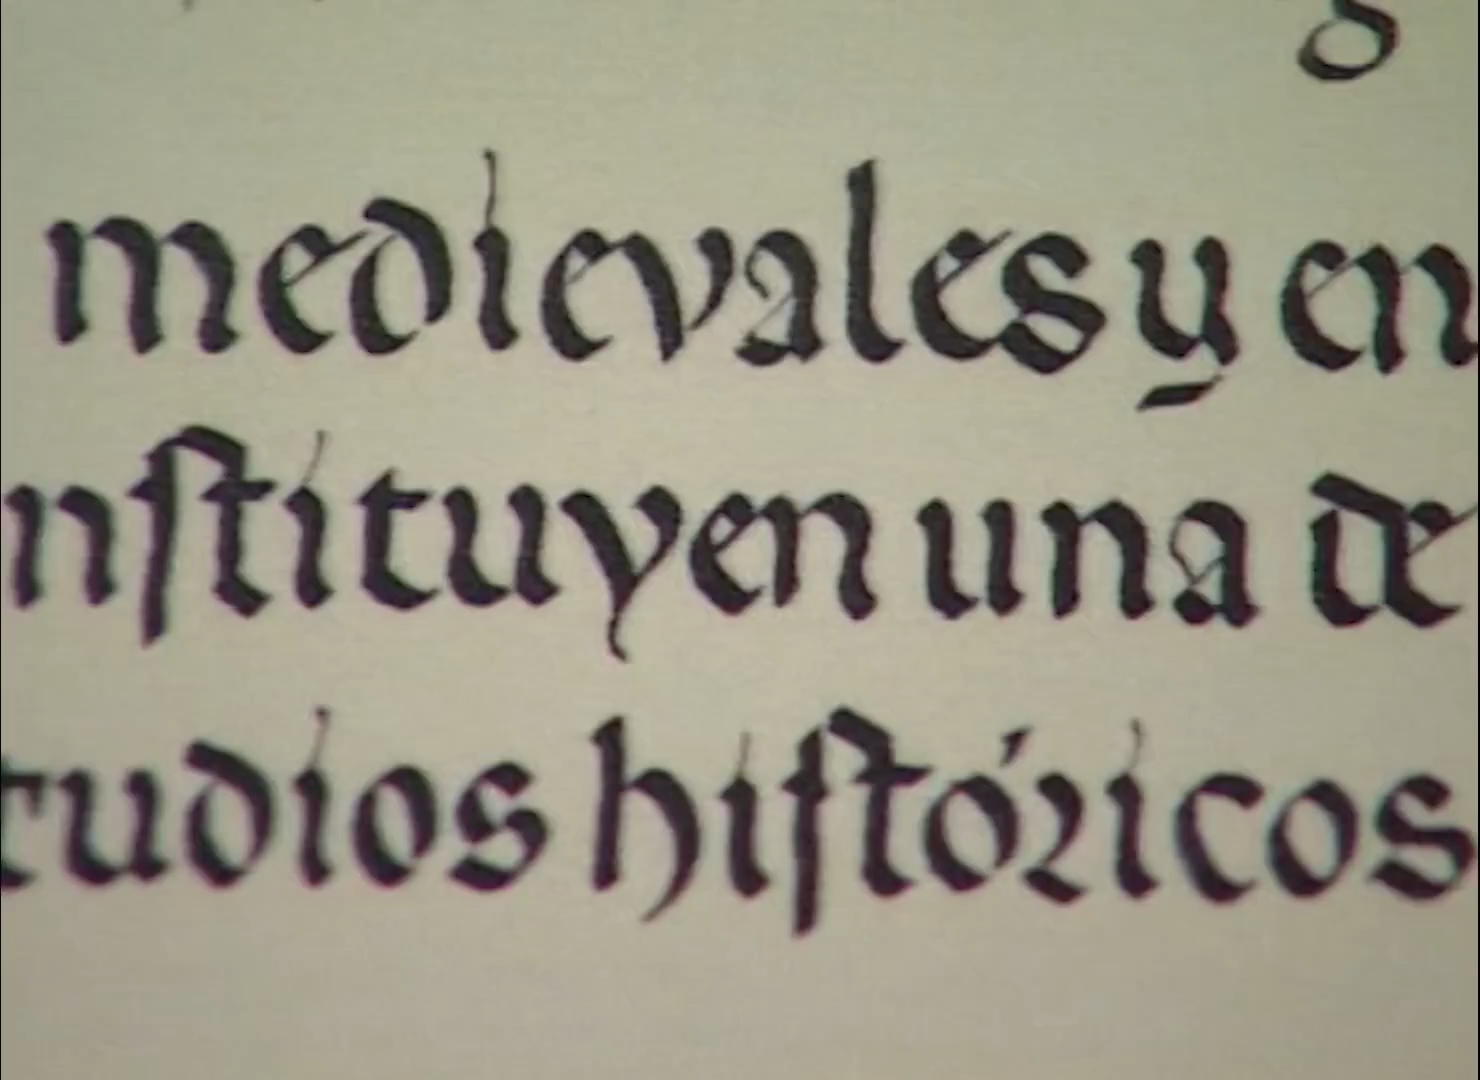 medievales y en
nſtituyen una de
tudios hiſtóricos